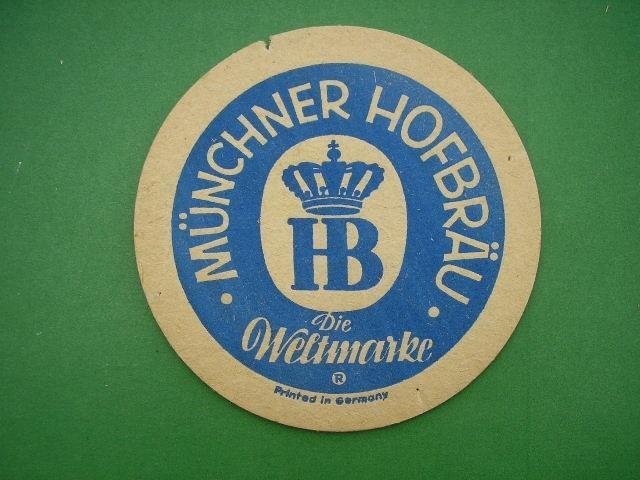 MÜNCHNER HOFBRÄU
HB
Die
Weltmarke
®
Printed in Germany